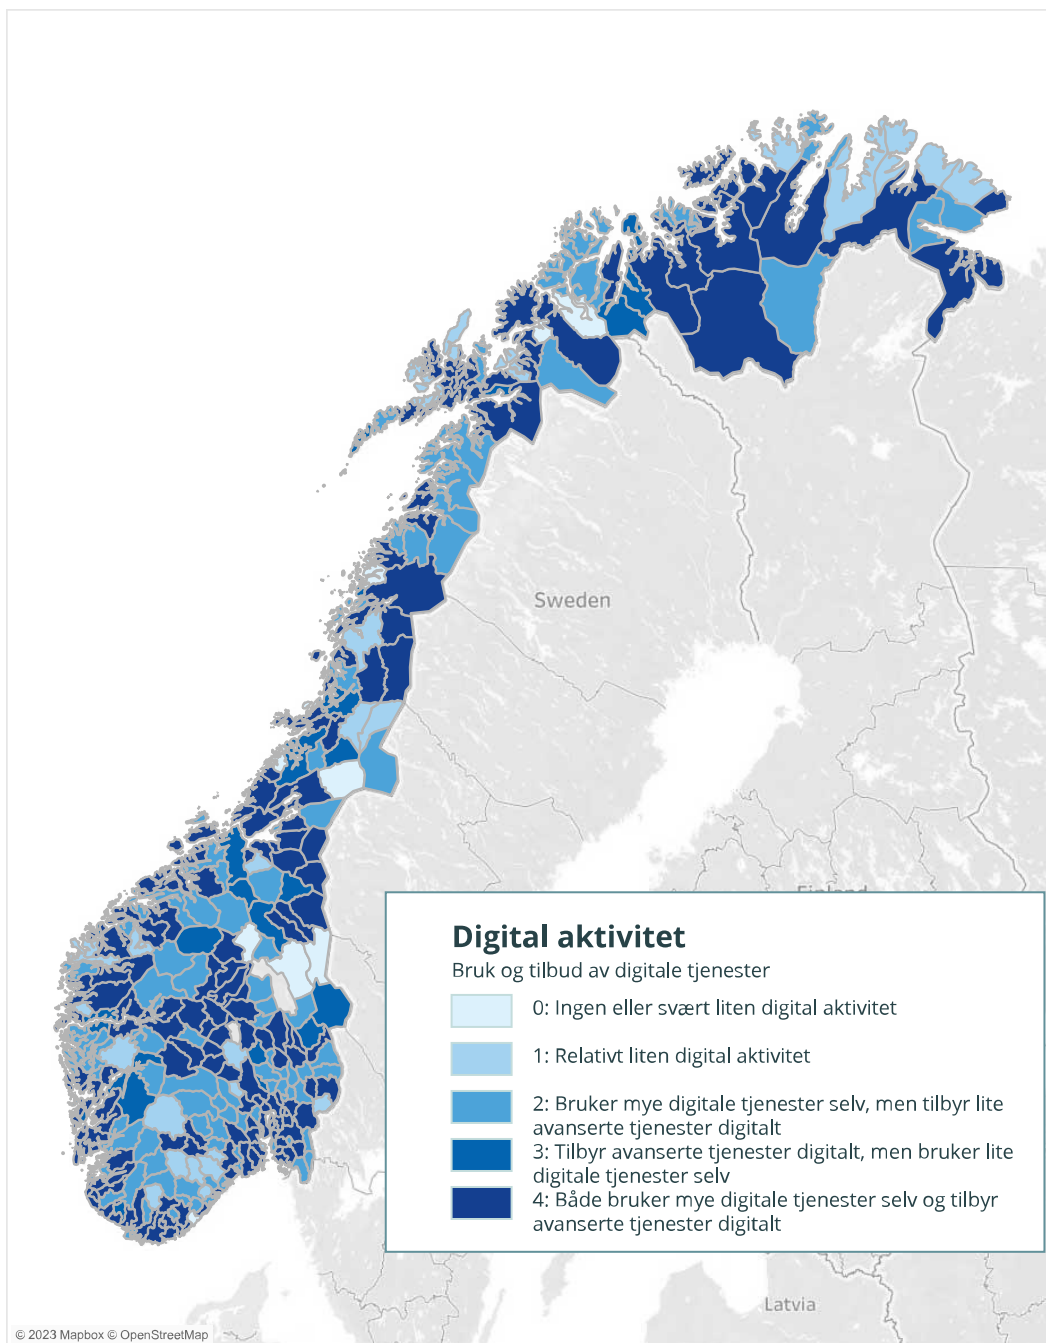 Sweden
Finland
Digital aktivitet
Bruk og tilbud av digitale tjenester
0: Ingen eller svært liten digital aktivitet
1: Relativt liten digital aktivitet
2: Bruker mye digitale tjenester selv, men tilbyr lite
avanserte tjenester digitalt
3: Tilbyr avanserte tjenester digitalt, men bruker lite
digitale tjenester selv
4: Både bruker mye digitale tjenester selv og tilbyr
avanserte tjenester digitalt
Latvia
© 2023 Mapbox © OpenStreetMap